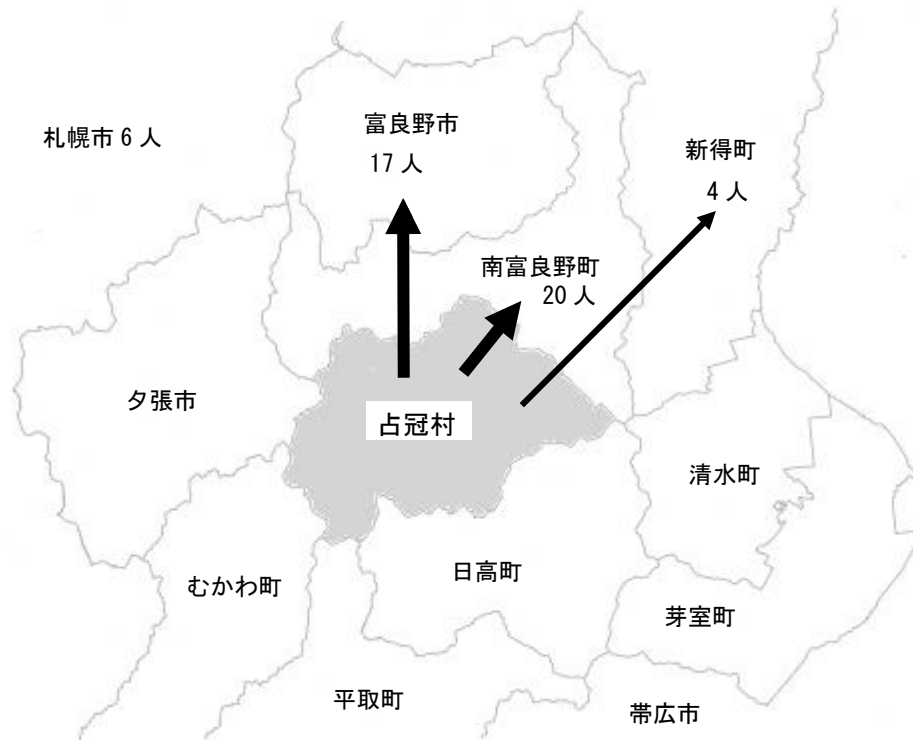 札幌市 6 人
富良野市
17 人
新得町
4 人
南富良野町
20 人
夕張市
占冠村
清水町
日高町
むかわ町
芽室町
平取町
帯広市